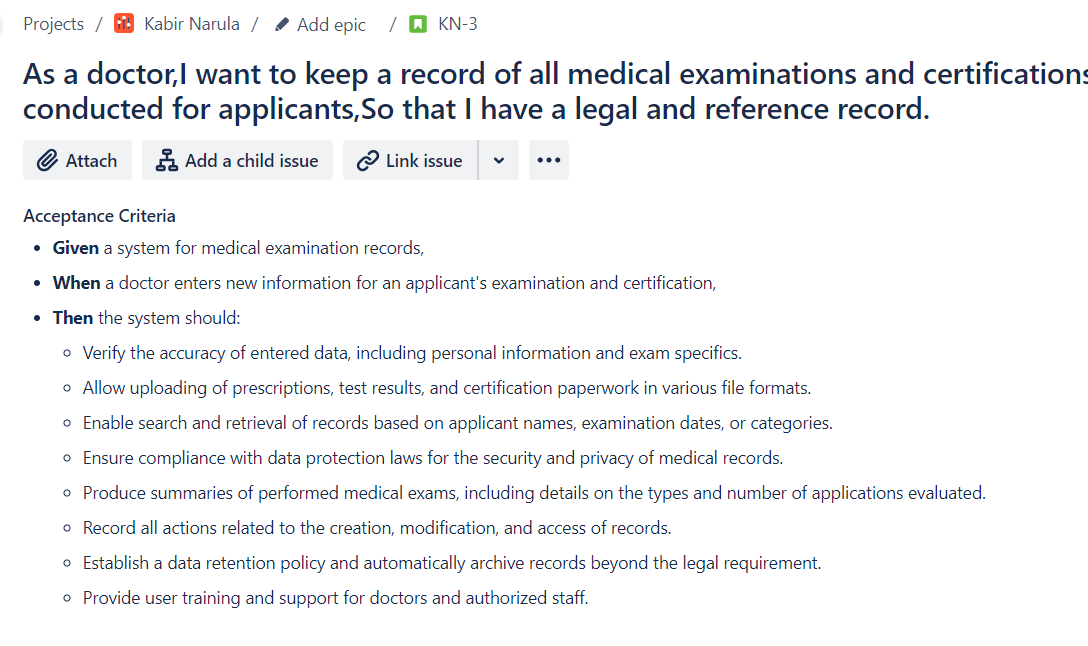 Projects / Kabir Narula / Add epic / KN-3
As a doctor,I want to keep a record of all medical examinations and certifications
conducted for applicants,So that I have a legal and reference record.
Attach Add a child issue Link issue
Acceptance Criteria
• Given a system for medical examination records,
• When a doctor enters new information for an applicant's examination and certification,
• Then the system should:
◦ Verify the accuracy of entered data, including personal information and exam specifics.
◦ Allow uploading of prescriptions, test results, and certification paperwork in various file formats.
◦ Enable search and retrieval of records based on applicant names, examination dates, or categories.
◦ Ensure compliance with data protection laws for the security and privacy of medical records.
◦ Produce summaries of performed medical exams, including details on the types and number of applications evaluated.
◦ Record all actions related to the creation, modification, and access of records.
◦ Establish a data retention policy and automatically archive records beyond the legal requirement.
◦ Provide user training and support for doctors and authorized staff.